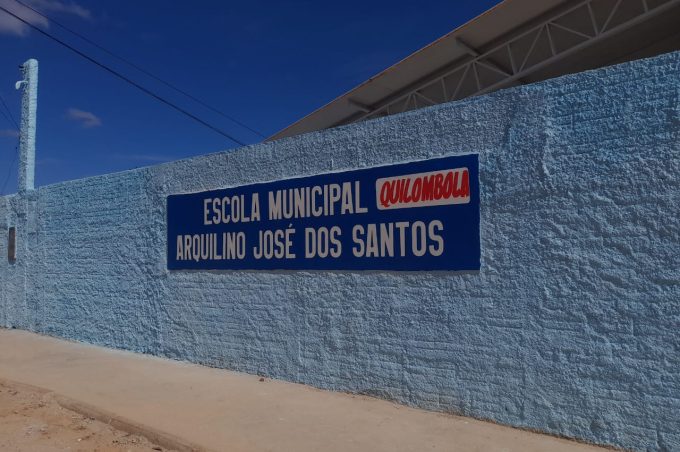 ESCOLA MUNICIPAL QUILOMBOLA
ARQUILINO JOSÉ DOS SANTOS